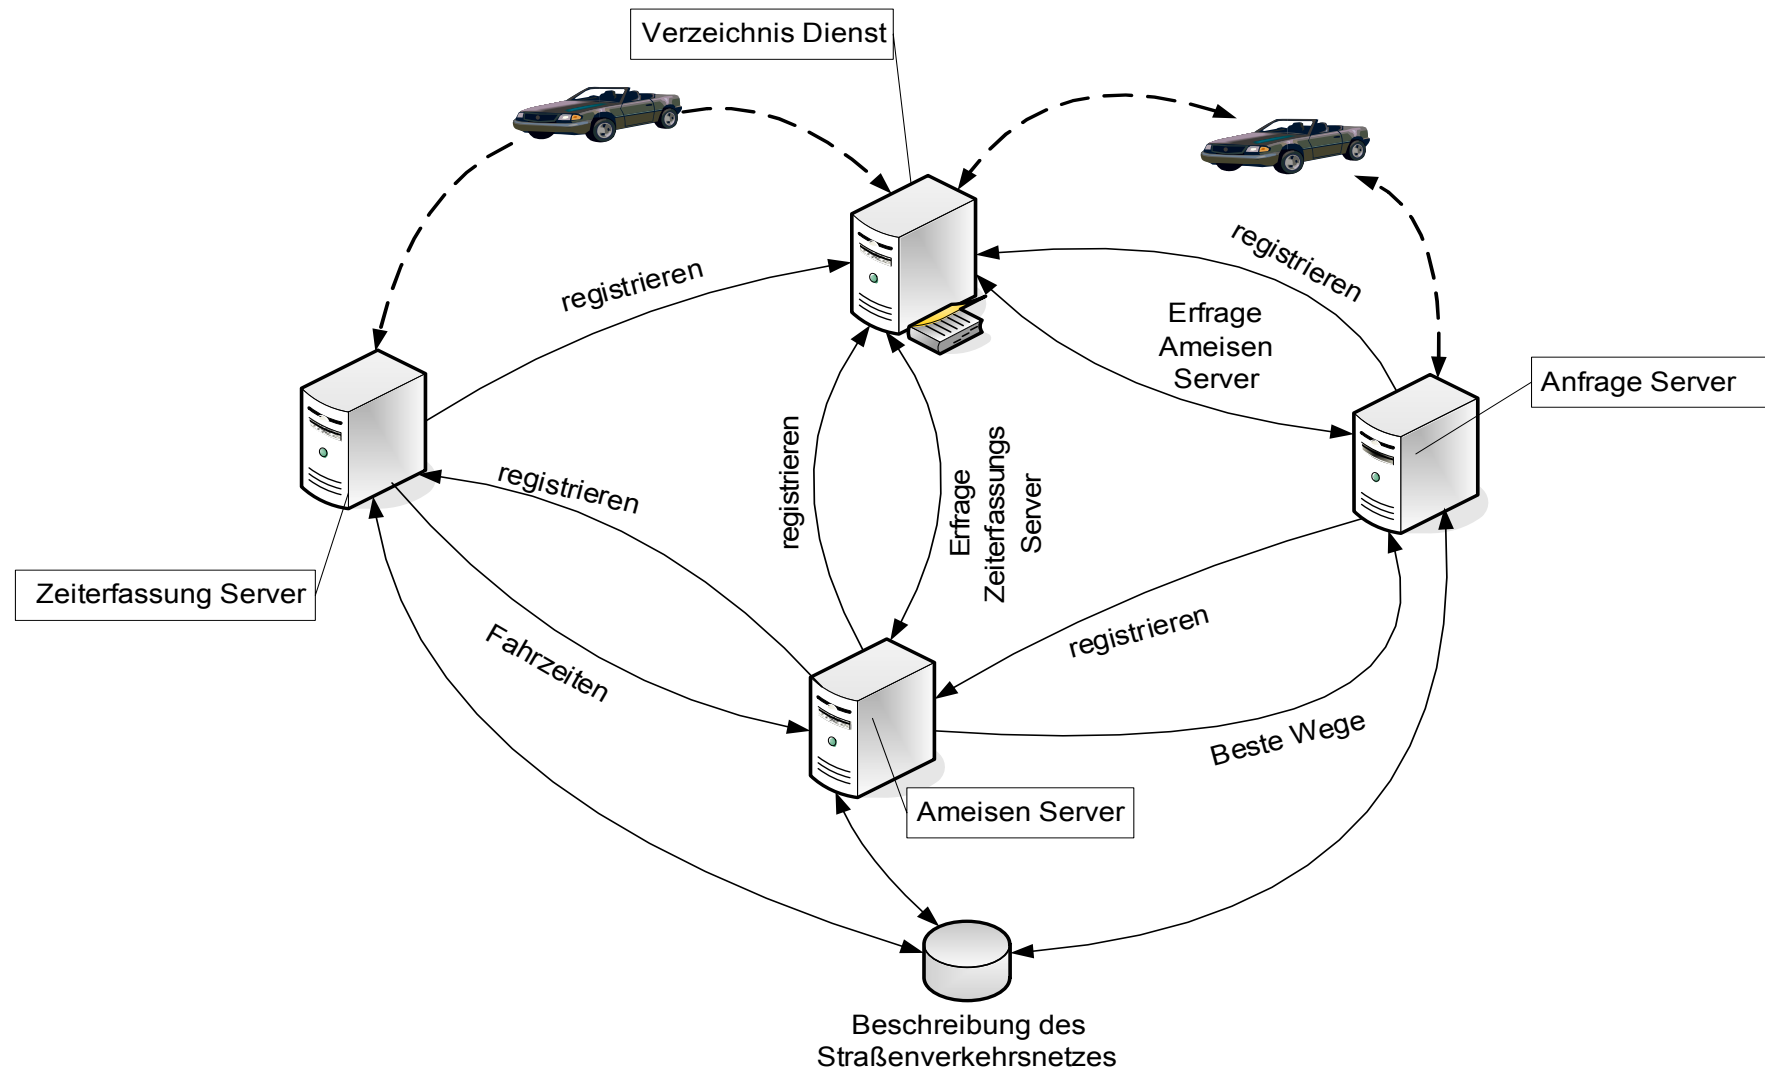 Verzeichnis Dienst
registrieren
registrieren
Erfrage
Ameisen
Server
Anfrage Server
registrieren
registrieren
Erfrage
Zeiterfassungs
Server
Zeiterfassung Server
Fahrzeiten
registrieren
Beste Wege
Ameisen Server
Beschreibung des
Straßenverkehrsnetzes